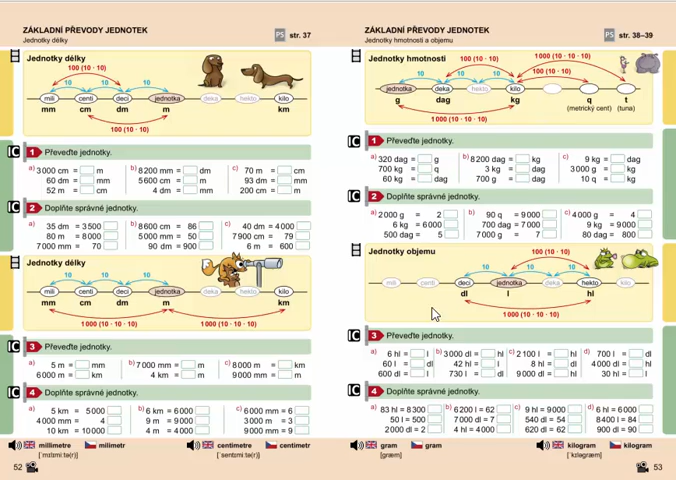 ZÁKLADNÍ PŘEVODY JEDNOTEK
Jednotky délky
PS str. 37
Jednotky délky
100 (10 · 10)
10 10 10
mili centi deci jednotka deka hekto kilo
mm cm dm m km
100 (10 · 10)
1 Převeďte jednotky.
a) 3 000 cm = m b) 8 200 mm = dm c) 70 m = cm
60 dm = mm 5 600 cm = m 93 dm = mm
52 m = cm 4 dm = mm 200 cm = m
2 Doplňte správné jednotky.
a) 35 dm = 3 500 b) 8 600 cm = 86 c) 40 dm = 4 000
80 m = 8 000 5 000 mm = 50 7 900 cm = 79
7 000 mm = 70 90 dm = 900 6 m = 600
Jednotky délky
10 10 10
mili centi deci jednotka deka hekto kilo
mm cm dm m km
1 000 (10 · 10 · 10) 1 000 (10 · 10 · 10)
3 Převeďte jednotky.
a) 5 m = mm b) 7 000 mm = m c) 8 000 m = km
6 000 m = km 4 km = m 9 000 mm = m
4 Doplňte správné jednotky.
a) 5 km = 5 000 b) 6 km = 6 000 c) 6 000 mm = 6
4 000 mm = 4 9 m = 9 000 3 000 m = 3
10 km = 10 000 4 m = 4 000 9 000 mm = 9
millimetre milimetr centimetre centimetr
[ˈmɪlɪmiːtə(r)] [ˈsentɪmiːtə(r)]
52
ZÁKLADNÍ PŘEVODY JEDNOTEK
Jednotky hmotnosti a objemu
PS str. 38–39
Jednotky hmotnosti
1 000 (10 · 10 · 10)
100 (10 · 10)
100 (10 · 10)
10 10 10
jednotka deka hekto kilo
g dag kg q t
(metrický cent) (tuna)
1 000 (10 · 10 · 10)
1 Převeďte jednotky.
a) 320 dag = g b) 8 200 dag = kg c) 9 kg = dag
700 kg = q 3 kg = dag 3 000 g = kg
60 kg = dag 700 g = dag 10 q = kg
2 Doplňte správné jednotky.
a) 2 000 g = 2 b) 90 q = 9 000 c) 4 000 g = 4
6 kg = 6 000 700 dag = 7 000 9 kg = 9 000
500 dag = 5 7 000 g = 7 80 dag = 800
Jednotky objemu
100 (10 · 10)
10 10 10
mili centi deci jednotka deka hekto kilo
dl l hl
1 000 (10 · 10 · 10)
3 Převeďte jednotky.
a) 6 hl = l b) 3 000 dl = hl c) 2 100 l = hl d) 700 l = dl
60 l = dl 42 hl = l 8 hl = dl 4 000 dl = hl
600 dl = l 730 l = dl 9 000 dl = hl 30 hl = l
4 Doplňte správné jednotky.
a) 83 hl = 8 300 b) 6 200 l = 62 c) 9 hl = 9 000 d) 6 hl = 6 000
50 l = 500 7 000 dl = 7 540 dl = 54 8 400 l = 84
2 000 dl = 2 4 hl = 4 000 620 dl = 62 900 dl = 90
gram gram kilogram kilogram
[græm] [ˈkɪləgræm]
53